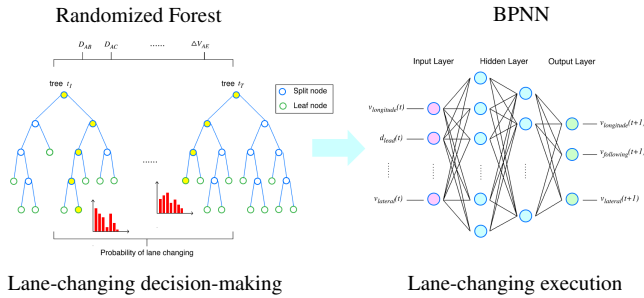 Randomized Forest
BPNN
D_AB D_AC ...... ΔV_AE
tree t_1
tree t_T
Split node
Leaf node
......
Probability of lane changing
Lane-changing decision-making
Input Layer
Hidden Layer
Output Layer
v_longitude(t)
d_lead(t)
v_lateral(t)
v_longitude(t+1)
v_following(t+1)
v_lateral(t+1)
Lane-changing execution